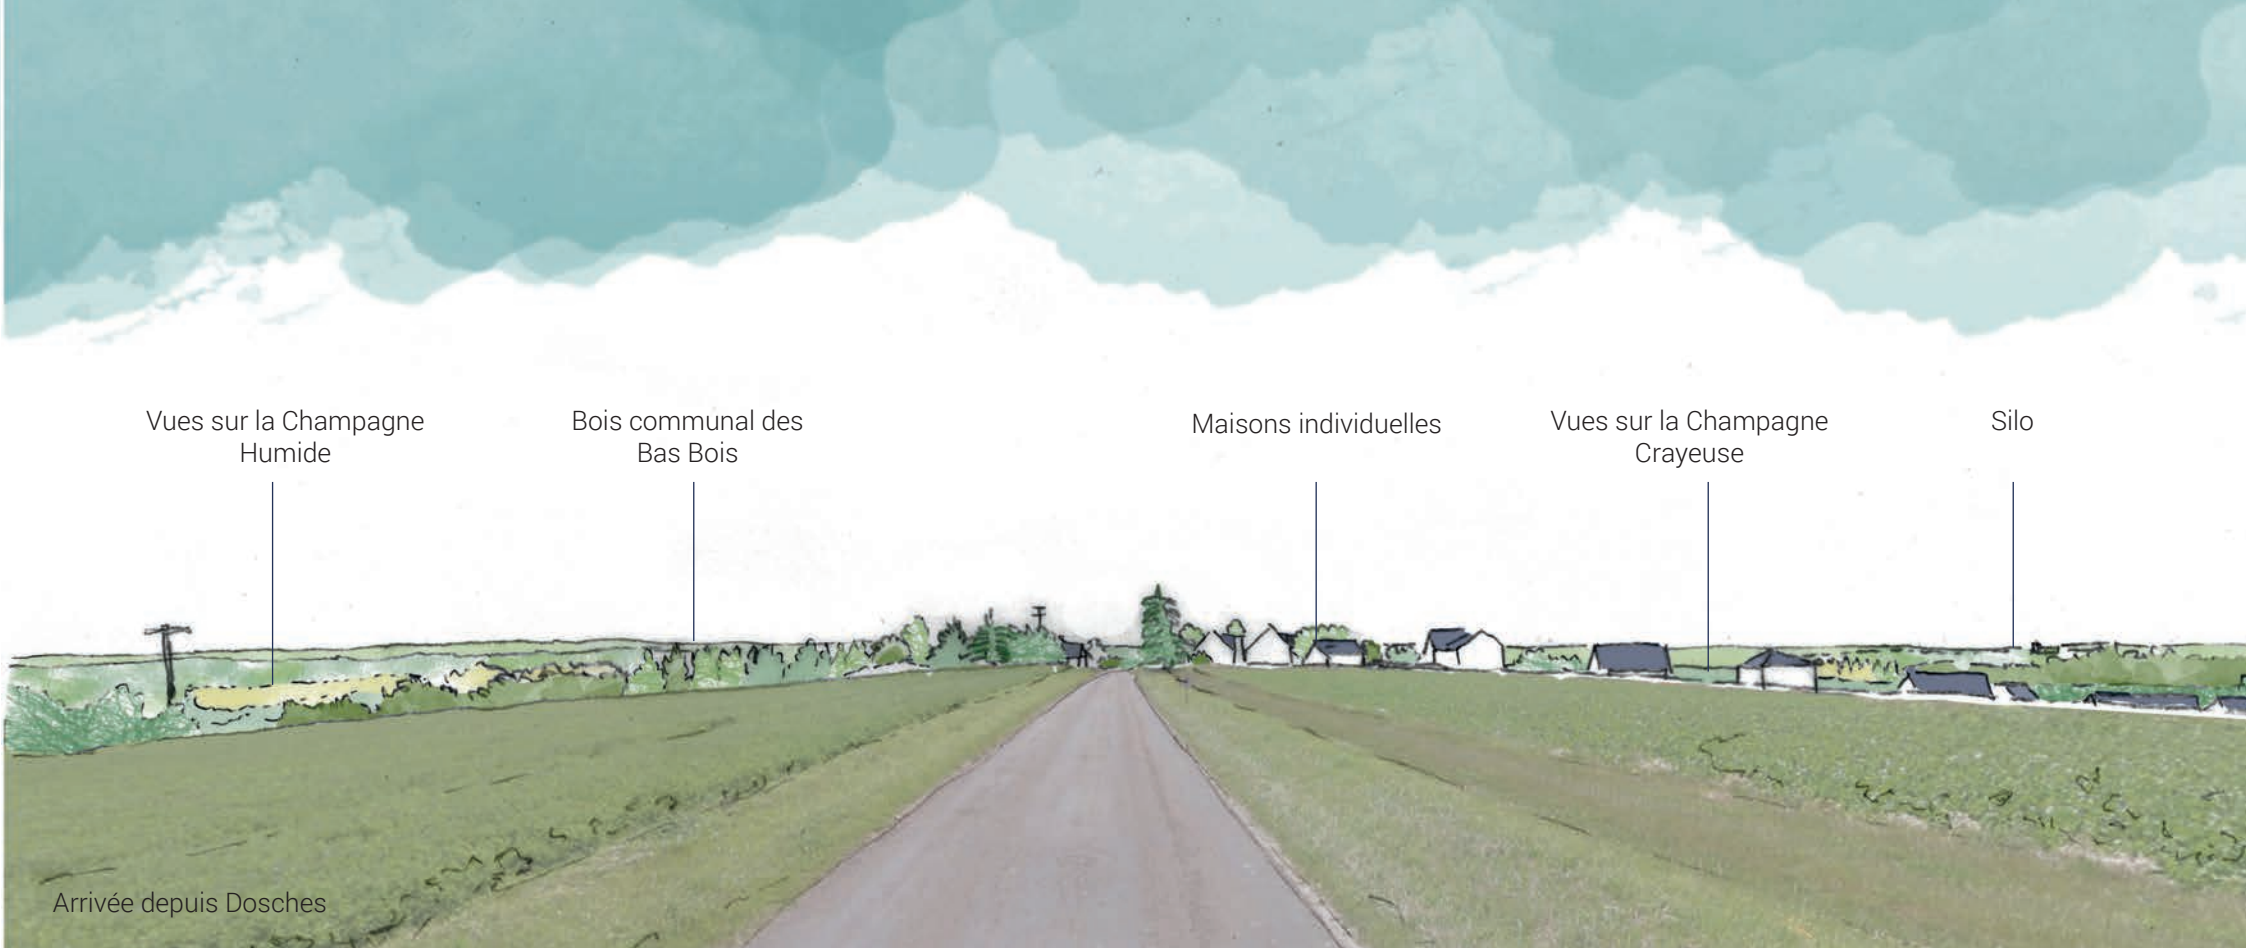 Vues sur la Champagne
Humide
Bois communal des
Bas Bois
Maisons individuelles
Vues sur la Champagne
Crayeuse
Silo
Arrivée depuis Dosches